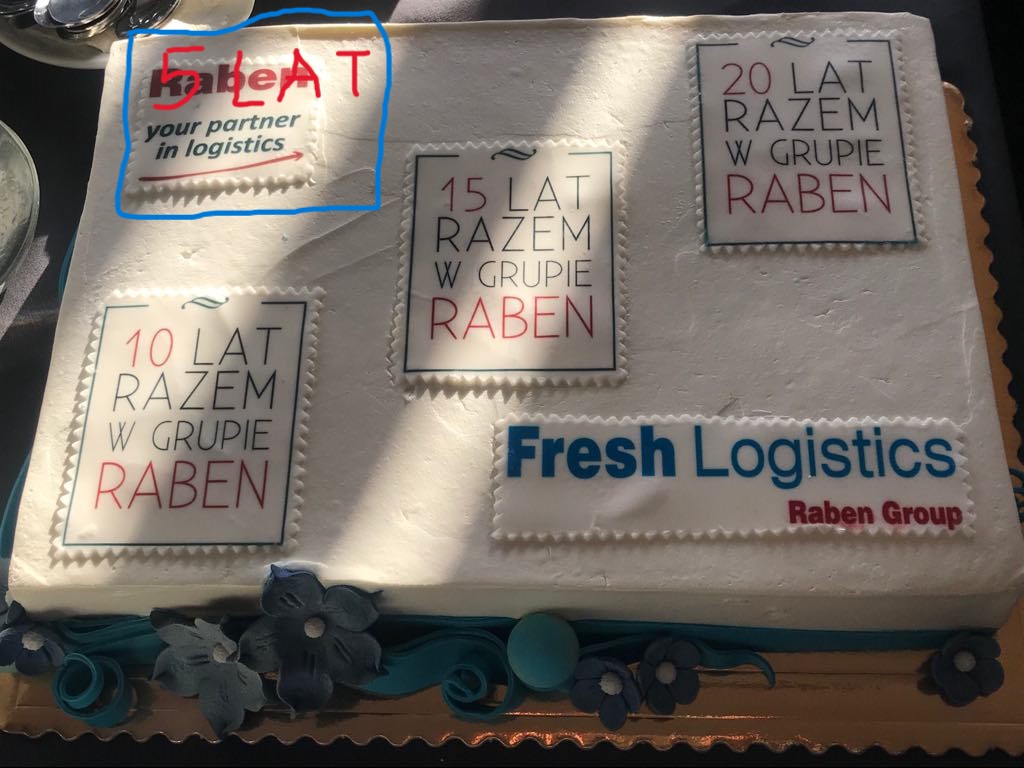 Raben
5 LAT
your partner
in logistics
20 LAT
RAZEM
W GRUPIE
RABEN
15 LAT
RAZEM
W GRUPIE
RABEN
10 LAT
RAZEM
W GRUPIE
RABEN
Fresh Logistics
Raben Group